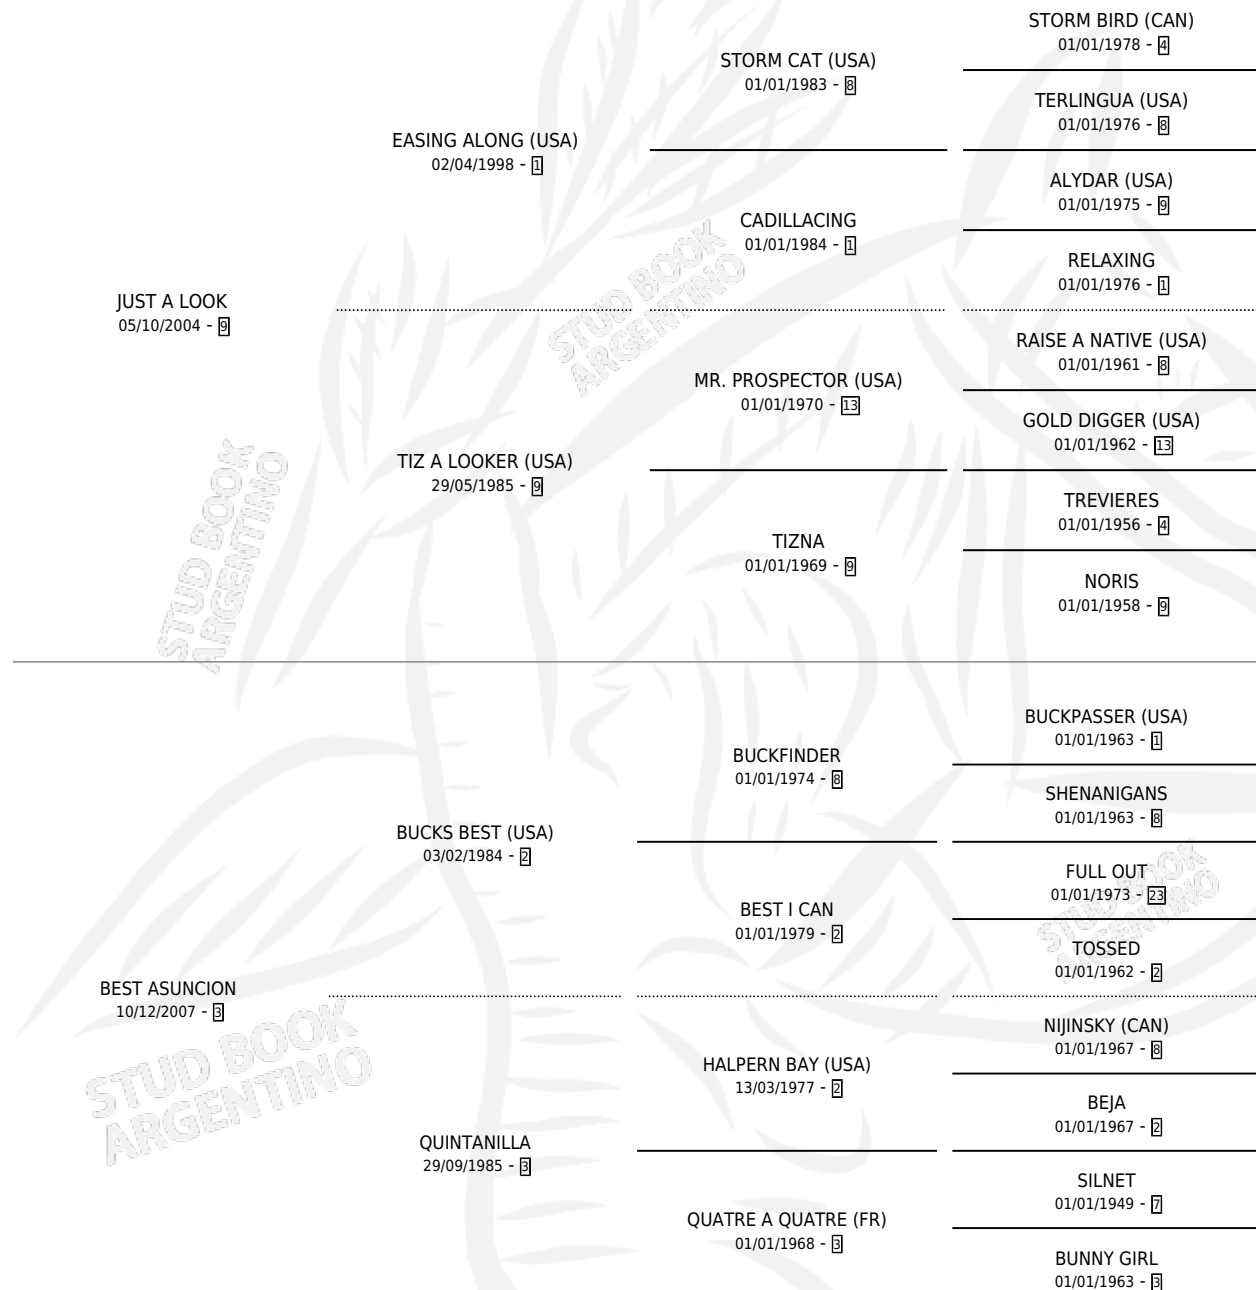 STORM BIRD (CAN)
01/01/1978 - 4
STORM CAT (USA)
01/01/1983 - 8
TERLINGUA (USA)
01/01/1976 - 8
EASING ALONG (USA)
02/04/1998 - 1
ALYDAR (USA)
01/01/1975 - 9
CADILLACING
01/01/1984 - 1
RELAXING
01/01/1976 - 1
JUST A LOOK
05/10/2004 - 9
RAISE A NATIVE (USA)
01/01/1961 - 8
MR. PROSPECTOR (USA)
01/01/1970 - 13
GOLD DIGGER (USA)
01/01/1962 - 13
TIZ A LOOKER (USA)
29/05/1985 - 9
TREVIERES
01/01/1956 - 4
TIZNA
01/01/1969 - 9
NORIS
01/01/1958 - 9
STUD BOOK
ARGENTINO
STUD BOOK
ARGENTINO
BUCKPASSER (USA)
01/01/1963 - 1
BUCKFINDER
01/01/1974 - 8
SHENANIGANS
01/01/1963 - 8
BUCKS BEST (USA)
03/02/1984 - 2
FULL OUT
01/01/1973 - 23
BEST I CAN
01/01/1979 - 2
TOSSED
01/01/1962 - 2
STUD BOOK
ARGENTINO
BEST ASUNCION
10/12/2007 - 3
NIJINSKY (CAN)
01/01/1967 - 8
HALPERN BAY (USA)
13/03/1977 - 2
BEJA
01/01/1967 - 2
QUINTANILLA
29/09/1985 - 3
SILNET
01/01/1949 - 7
QUATRE A QUATRE (FR)
01/01/1968 - 3
BUNNY GIRL
01/01/1963 - 3
STUD BOOK
ARGENTINO